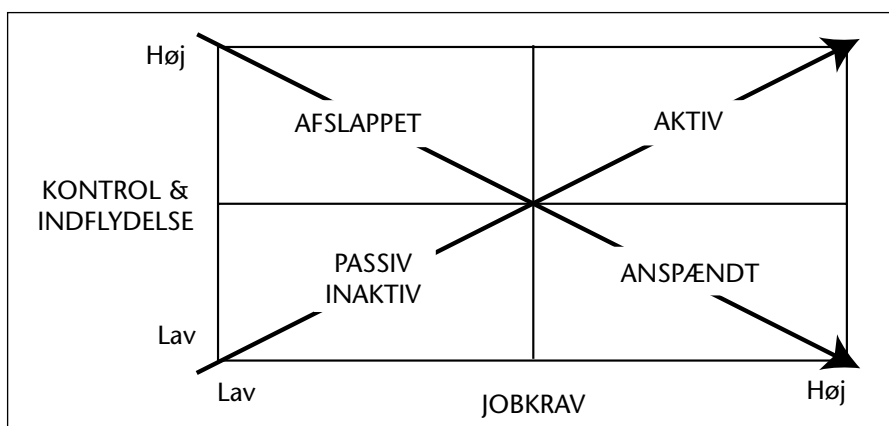 Høj
AFSLAPPET
AKTIV
KONTROL &
INDFLYDELSE
PASSIV
INAKTIV
ANSPÆNDT
Lav
Lav
JOBKRAV
Høj